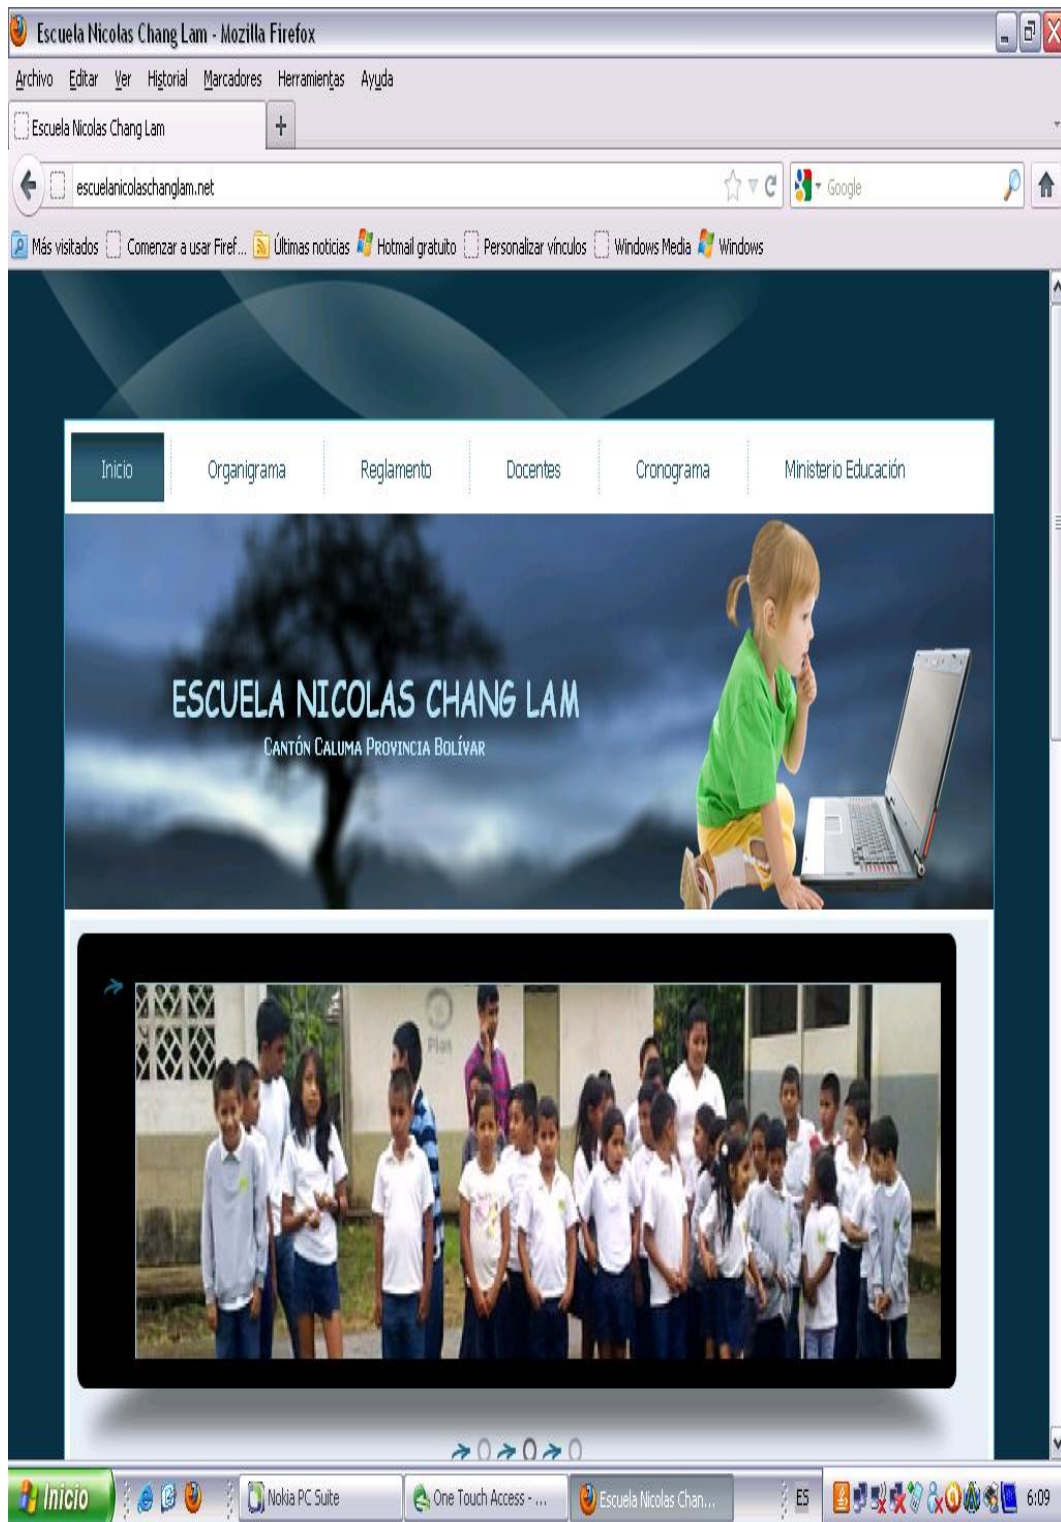 Escuela Nicolas Chang Lam - Mozilla Firefox
Archivo Editar Ver Historial Marcadores Herramientas Ayuda
Escuela Nicolas Chang Lam
escuelanicolaschanglam.net Google
Más visitados Comenzar a usar Firef... Últimas noticias Hotmail gratuito Personalizar vínculos Windows Media Windows
Inicio Organigrama Reglamento Docentes Cronograma Ministerio Educación
ESCUELA NICOLAS CHANG LAM
CANTÓN CALUMA PROVINCIA BOLÍVAR
Plan
Inicio Nokia PC Suite One Touch Access - ... Escuela Nicolas Chan... ES 6:09